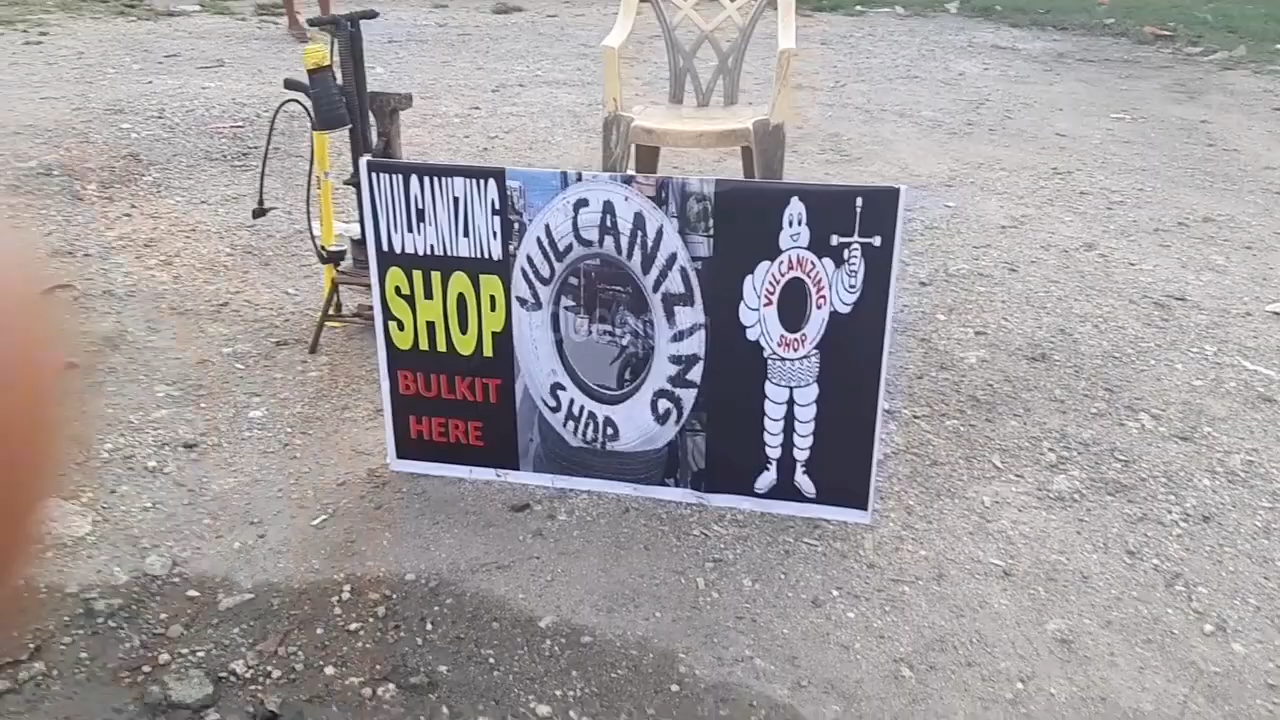 VULCANIZING
SHOP
BULKIT
HERE
VULCANIZING
SHOP
VULCANIZING
SHOP